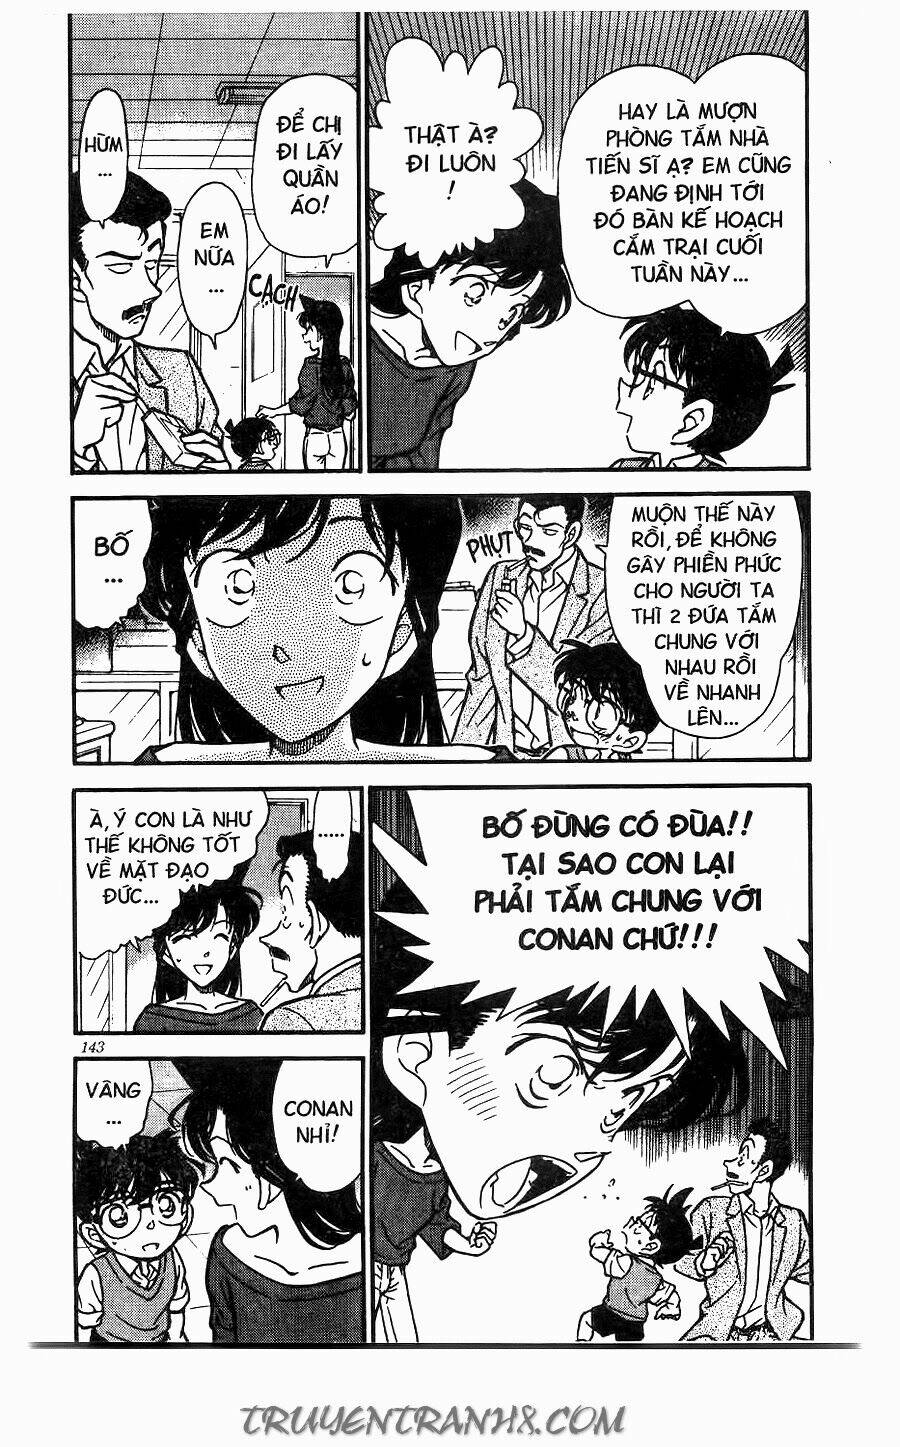 HAY LÀ MƯỢN
PHÒNG TẮM NHÀ
TIẾN SĨ Ạ? EM CŨNG
ĐANG ĐỊNH TỚI
ĐÓ BÀN KẾ HOẠCH
CẮM TRẠI CUỐI
TUẦN NÀY...
THẬT À?
ĐI LUÔN
!
ĐỂ CHỊ
ĐI LẤY
QUẦN
ÁO!
EM
NỮA
...
CẠCH
HỪM
...
MUỘN THẾ NÀY
RỒI, ĐỂ KHÔNG
GÂY PHIỀN PHỨC
CHO NGƯỜI TA
THÌ 2 ĐỨA TẮM
CHUNG VỚI
NHAU RỒI
VỀ NHANH
LÊN...
PHỤT
BỐ
...
BỐ ĐỪNG CÓ ĐÙA!!
TẠI SAO CON LẠI
PHẢI TẮM CHUNG VỚI
CONAN CHỨ!!!
......
À, Ý CON LÀ NHƯ
THẾ KHÔNG TỐT
VỀ MẶT ĐẠO
ĐỨC...
143
CONAN
NHỈ!
VÂNG
...
TRUYENTRANH8.COM